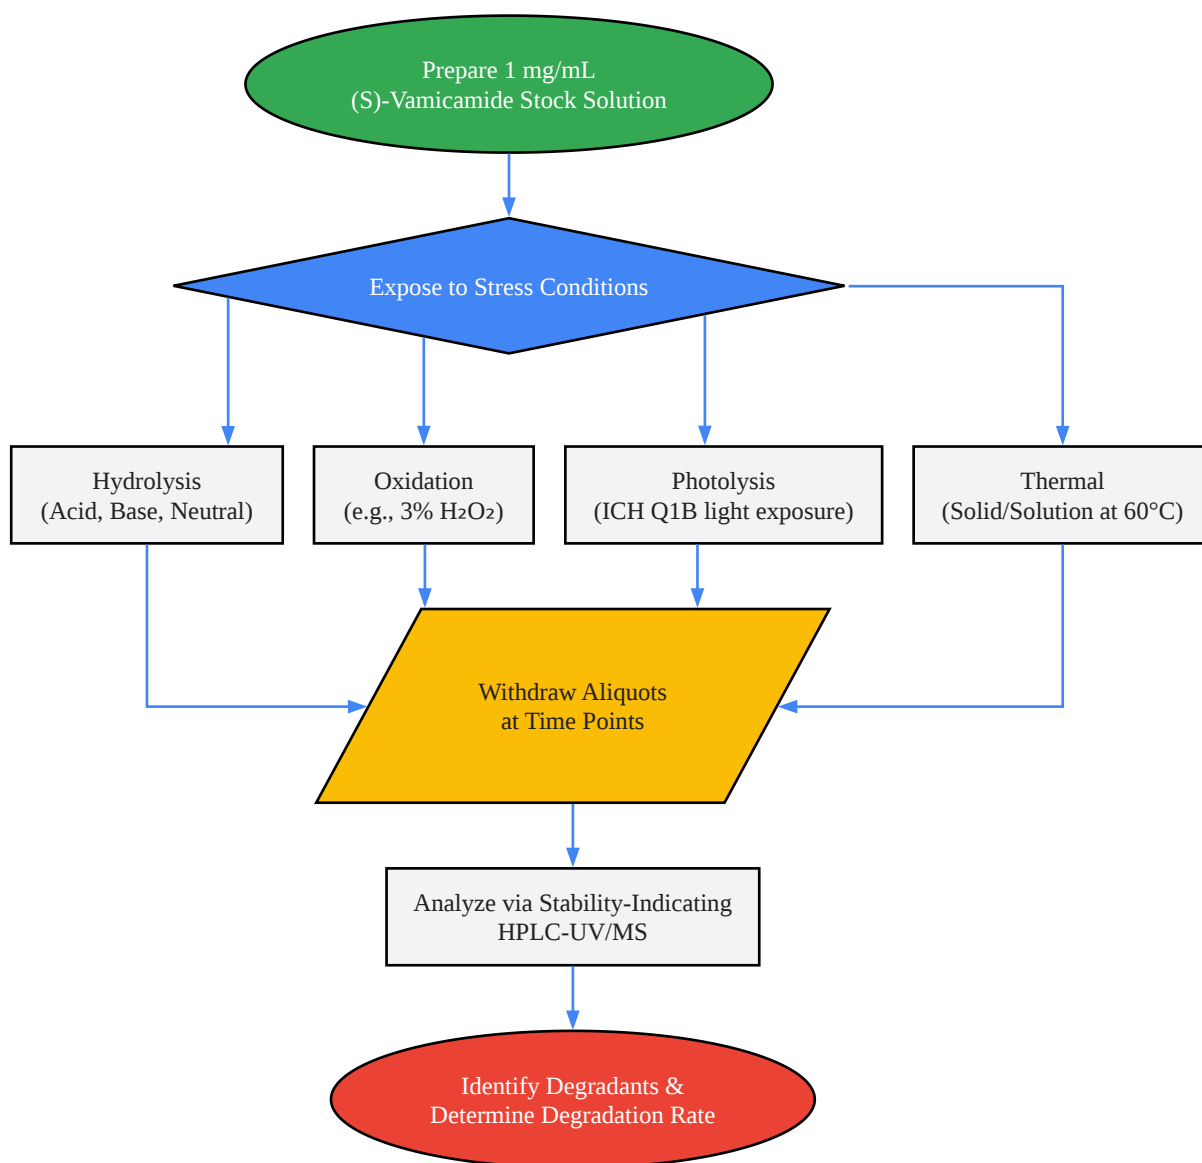 Prepare 1 mg/mL
(S)-Vamicamide Stock Solution
Expose to Stress Conditions
Hydrolysis
(Acid, Base, Neutral)
Oxidation
(e.g., 3% H₂O₂)
Photolysis
(ICH Q1B light exposure)
Thermal
(Solid/Solution at 60°C)
Withdraw Aliquots
at Time Points
Analyze via Stability-Indicating
HPLC-UV/MS
Identify Degradants &
Determine Degradation Rate